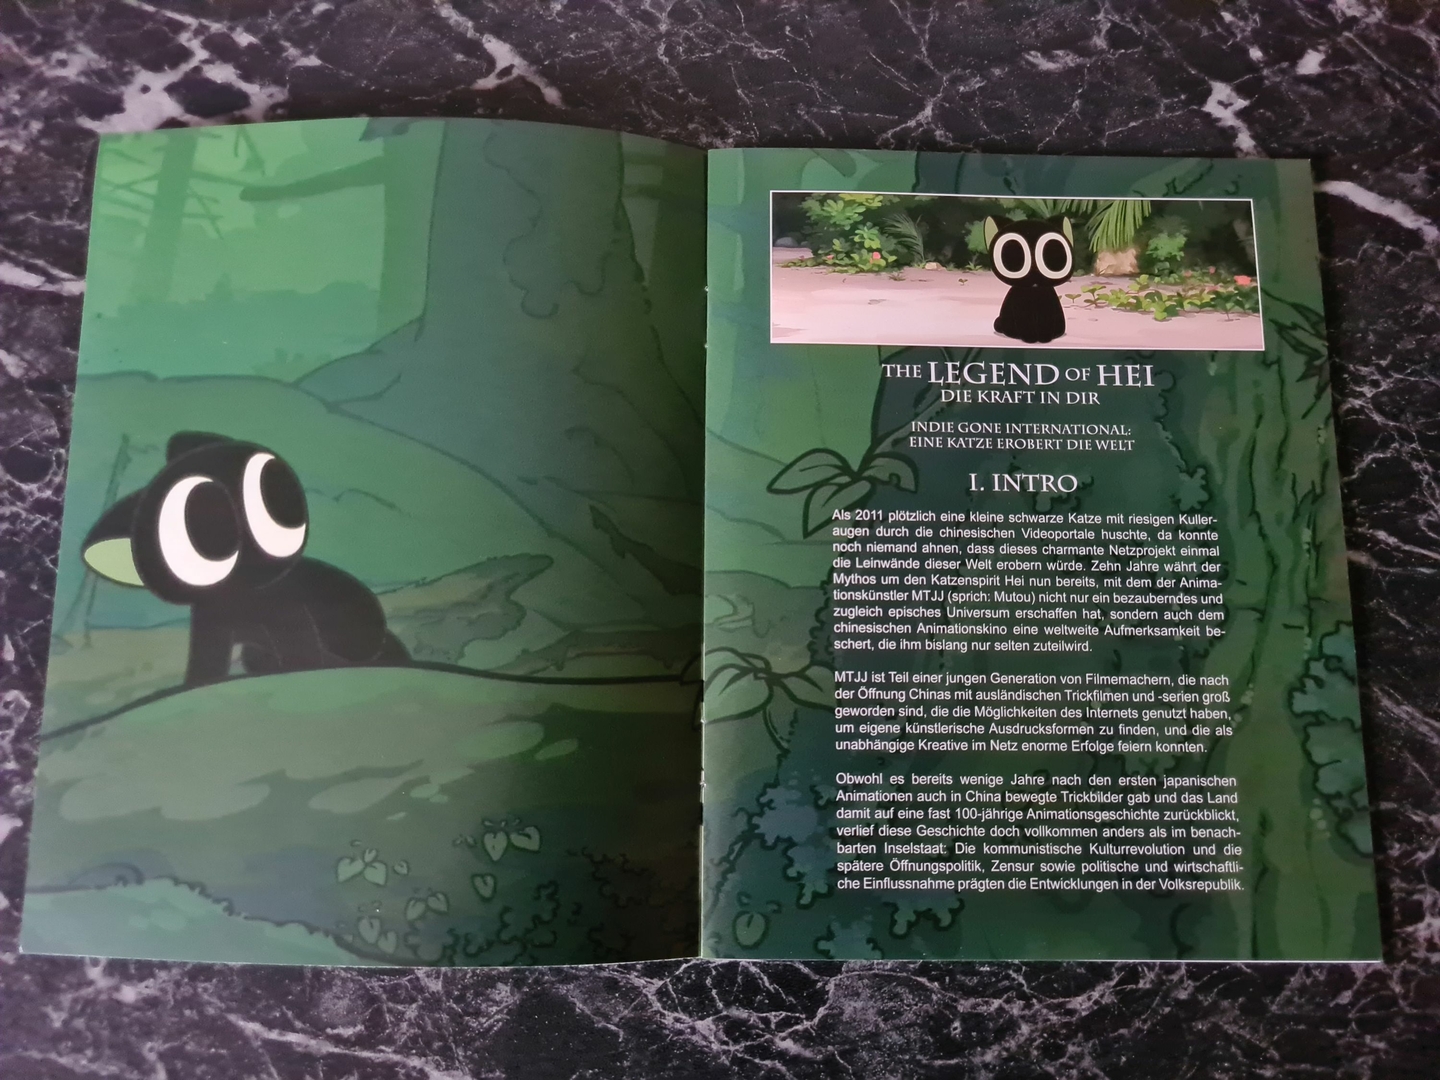 THE LEGEND OF HEI
DIE KRAFT IN DIR
INDIE GONE INTERNATIONAL:
EINE KATZE EROBERT DIE WELT
I. INTRO
Als 2011 plötzlich eine kleine schwarze Katze mit riesigen Kuller-
augen durch die chinesischen Videoportale huschte, da konnte
noch niemand ahnen, dass dieses charmante Netzprojekt einmal
die Leinwände dieser Welt erobern würde. Zehn Jahre währt der
Mythos um den Katzenspirit Hei nun bereits, mit dem der Anima-
tionskünstler MTJJ (sprich: Mutou) nicht nur ein bezauberndes und
zugleich episches Universum erschaffen hat, sondern auch dem
chinesischen Animationskino eine weltweite Aufmerksamkeit be-
schert, die ihm bislang nur selten zuteilwird.
MTJJ ist Teil einer jungen Generation von Filmemachern, die nach
der Öffnung Chinas mit ausländischen Trickfilmen und -serien groß
geworden sind, die die Möglichkeiten des Internets genutzt haben,
um eigene künstlerische Ausdrucksformen zu finden, und die als
unabhängige Kreative im Netz enorme Erfolge feiern konnten.
Obwohl es bereits wenige Jahre nach den ersten japanischen
Animationen auch in China bewegte Trickbilder gab und das Land
damit auf eine fast 100-jährige Animationsgeschichte zurückblickt,
verlief diese Geschichte doch vollkommen anders als im benach-
barten Inselstaat: Die kommunistische Kulturrevolution und die
spätere Öffnungspolitik, Zensur sowie politische und wirtschaftli-
che Einflussnahme prägten die Entwicklungen in der Volksrepublik.